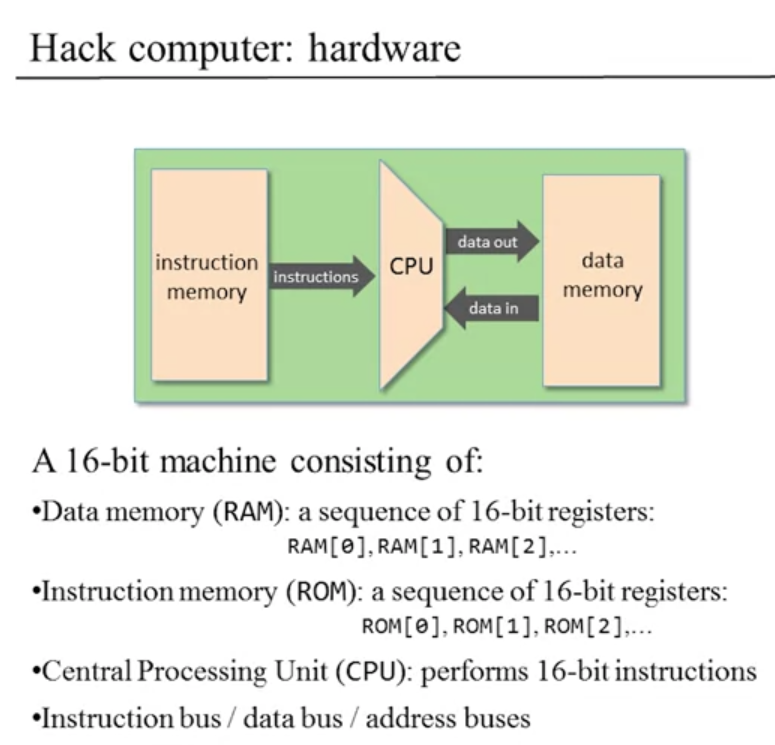 Hack computer: hardware
instruction
memory
instructions
CPU
data out
data in
data
memory
A 16-bit machine consisting of:
•Data memory (RAM): a sequence of 16-bit registers:
RAM[0], RAM[1], RAM[2],...
•Instruction memory (ROM): a sequence of 16-bit registers:
ROM[0], ROM[1], ROM[2],...
•Central Processing Unit (CPU): performs 16-bit instructions
•Instruction bus / data bus / address buses